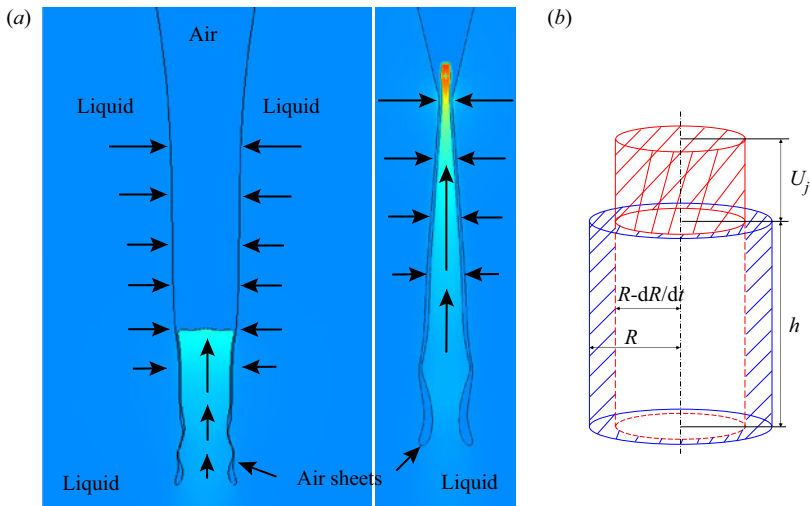 (a)
Air
Liquid
Liquid
Liquid
Air sheets
Liquid
(b)
U_j
h
R-dR/dt
R